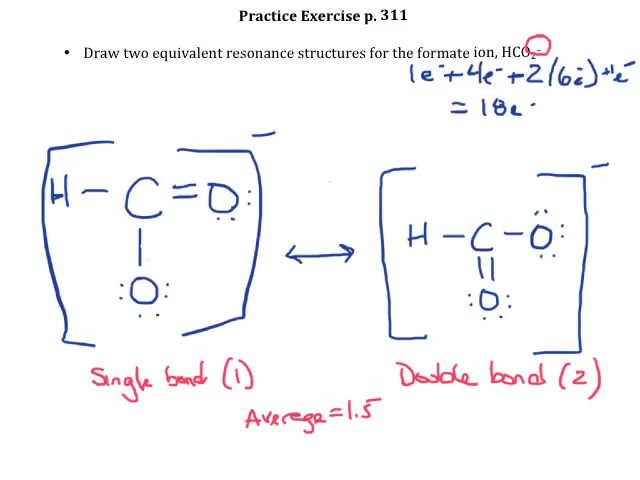 Practice Exercise p. 311
• Draw two equivalent resonance structures for the formate ion, HCO₂⁻
1e⁻ + 4e⁻ + 2(6e⁻) + 1e⁻
= 18e⁻
H – C = O
O
H – C – O
O
Single bond (1)
Double bond (2)
Average = 1.5